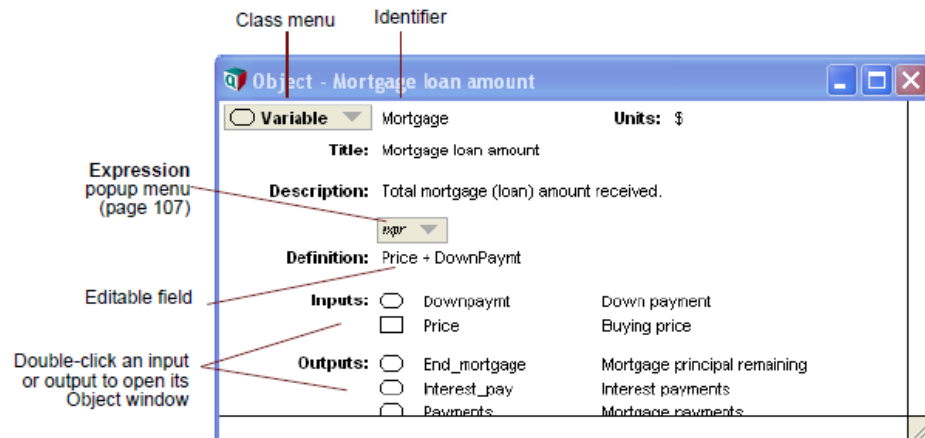 Class menu
Identifier
Object - Mortgage loan amount
Variable Mortgage Units: $
Title: Mortgage loan amount
Expression
popup menu
(page 107)
Description: Total mortgage (loan) amount received.
expr
Definition: Price + DownPaymt
Editable field
Inputs: Downpaymt Down payment
Price Buying price
Double-click an input
or output to open its
Object window
Outputs: End_mortgage Mortgage principal remaining
Interest_pay Interest payments
Payments Mortgage payments